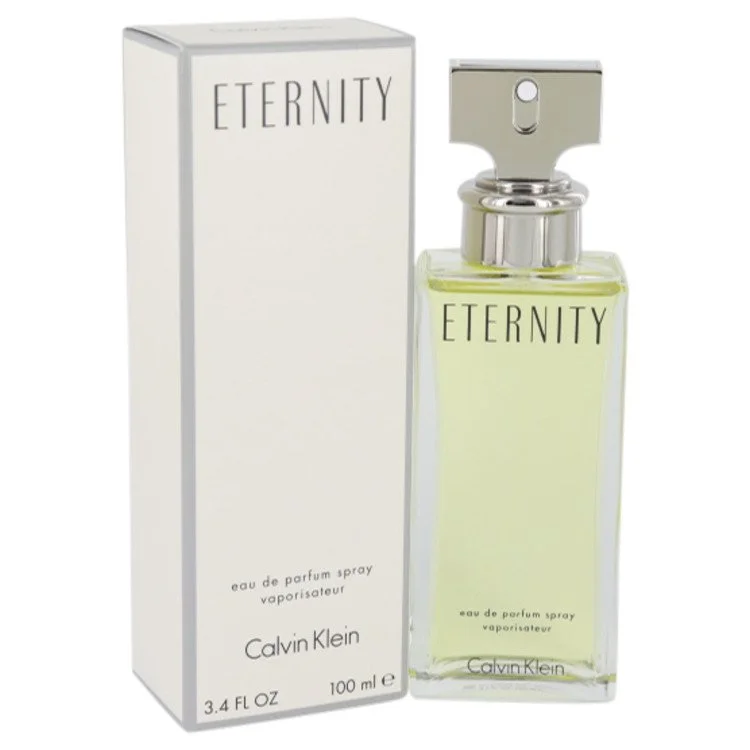 ETERNITY
eau de parfum spray
vaporisateur
Calvin Klein
3.4 FL OZ 100 ml ℮
ETERNITY
eau de parfum spray
vaporisateur
Calvin Klein